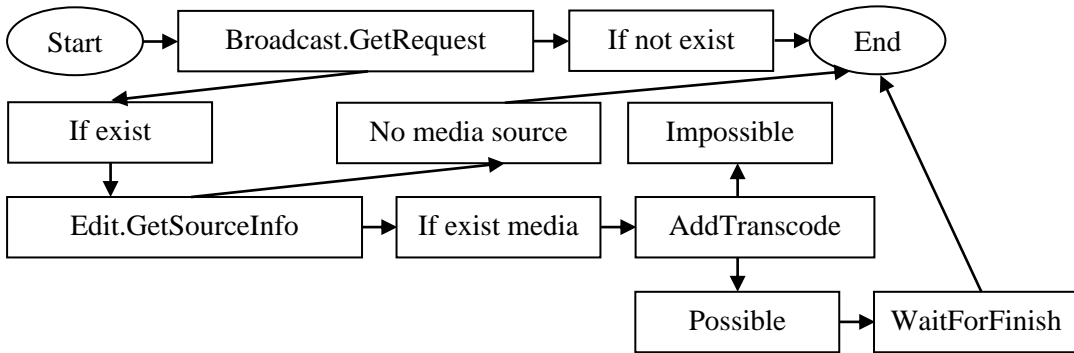 Start
Broadcast.GetRequest
If not exist
End
If exist
No media source
Impossible
Edit.GetSourceInfo
If exist media
AddTranscode
Possible
WaitForFinish